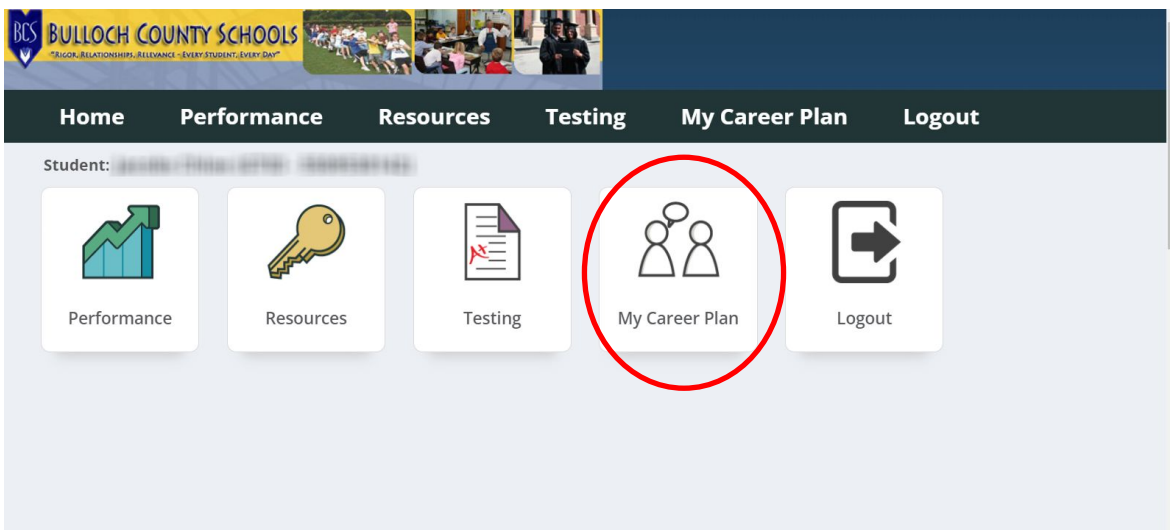 BCS
BULLOCH COUNTY SCHOOLS
"RIGOR, RELATIONSHIPS, RELEVANCE - EVERY STUDENT, EVERY DAY"
Home Performance Resources Testing My Career Plan Logout
Student:
A+
Performance Resources Testing My Career Plan Logout